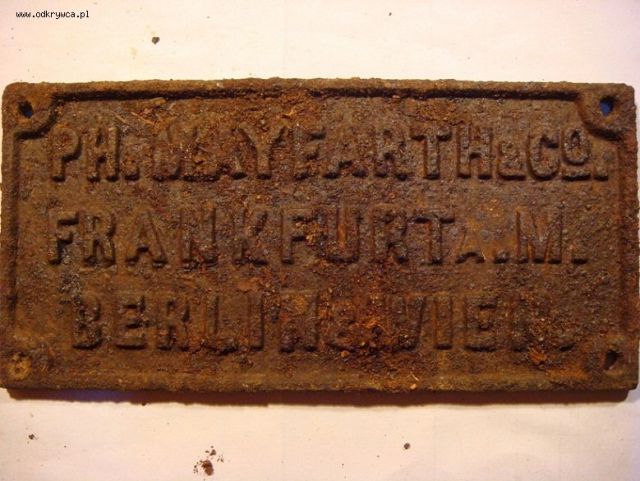 www.odkrywca.pl
PH. MAYFARTH & CO.
FRANKFURT A. M.
BERLIN & WIEN.